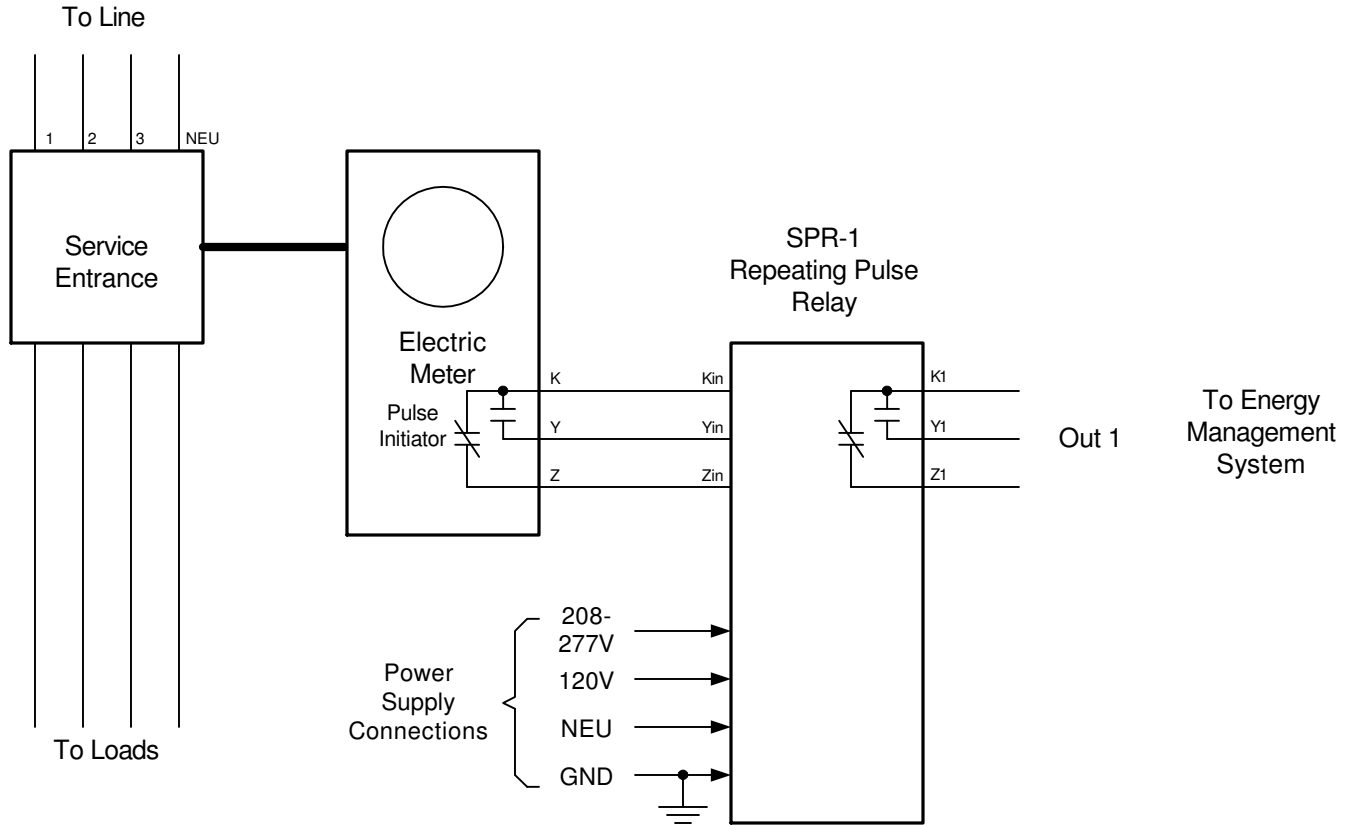 To Line
1 2 3 NEU
Service
Entrance
Electric
Meter
Pulse
Initiator
K
Y
Z
SPR-1
Repeating Pulse
Relay
Kin
Yin
Zin
K1
Y1
Z1
Out 1
To Energy
Management
System
Power
Supply
Connections
208-
277V
120V
NEU
GND
To Loads